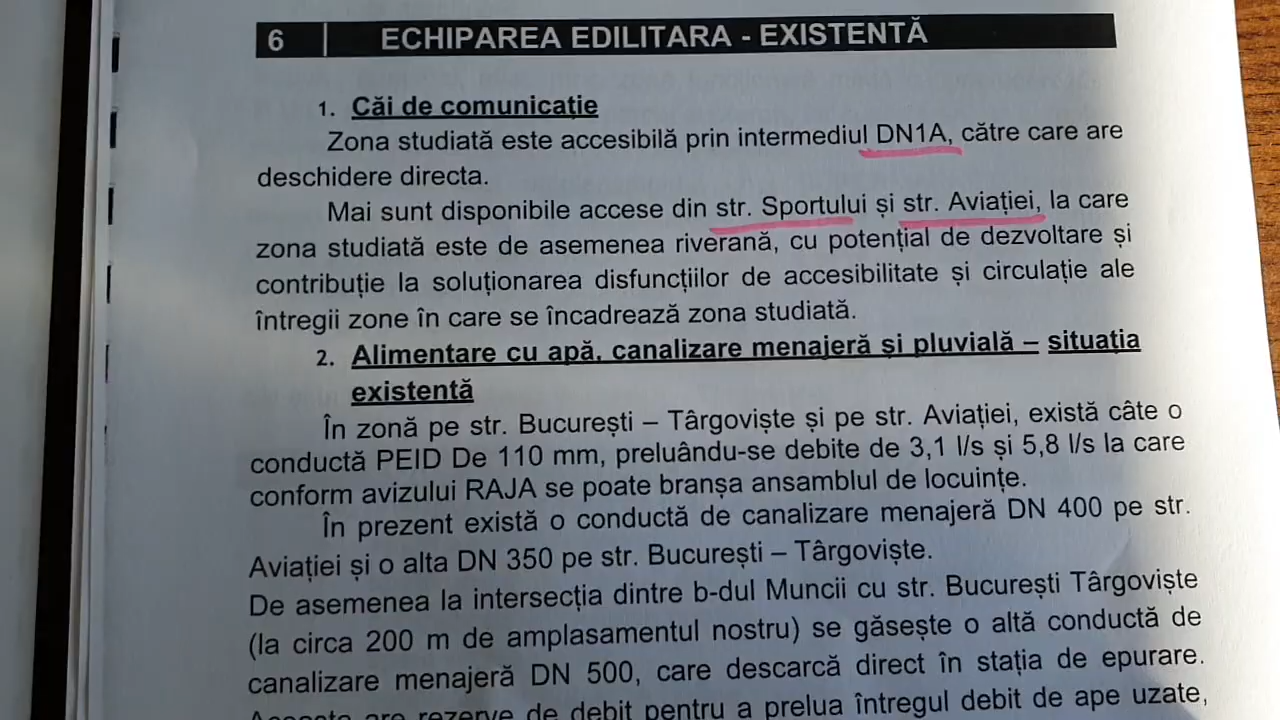 6 | ECHIPAREA EDILITARA - EXISTENTĂ
1. Căi de comunicație
Zona studiată este accesibilă prin intermediul DN1A, către care are
deschidere directa.
Mai sunt disponibile accese din str. Sportului și str. Aviației, la care
zona studiată este de asemenea riverană, cu potențial de dezvoltare și
contribuție la soluționarea disfuncțiilor de accesibilitate și circulație ale
întregii zone în care se încadrează zona studiată.
2. Alimentare cu apă, canalizare menajeră și pluvială – situația
existentă
În zonă pe str. București – Târgoviște și pe str. Aviației, există câte o
conductă PEID De 110 mm, preluându-se debite de 3,1 l/s și 5,8 l/s la care
conform avizului RAJA se poate branșa ansamblul de locuințe.
În prezent există o conductă de canalizare menajeră DN 400 pe str.
Aviației și o alta DN 350 pe str. București – Târgoviște.
De asemenea la intersecția dintre b-dul Muncii cu str. București Târgoviște
(la circa 200 m de amplasamentul nostru) se găsește o altă conductă de
canalizare menajeră DN 500, care descarcă direct în stația de epurare.
are rezerve de debit pentru a prelua întregul debit de ape uzate,